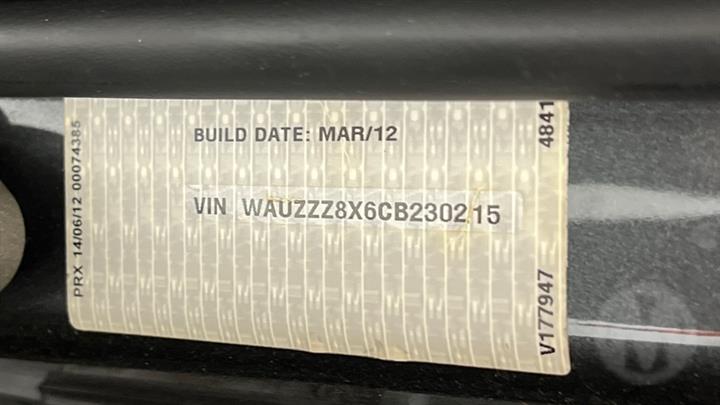 BUILD DATE: MAR/12
VIN WAUZZZ8X6CB230215
PRX 14/06/12 00074385
4841
V177947